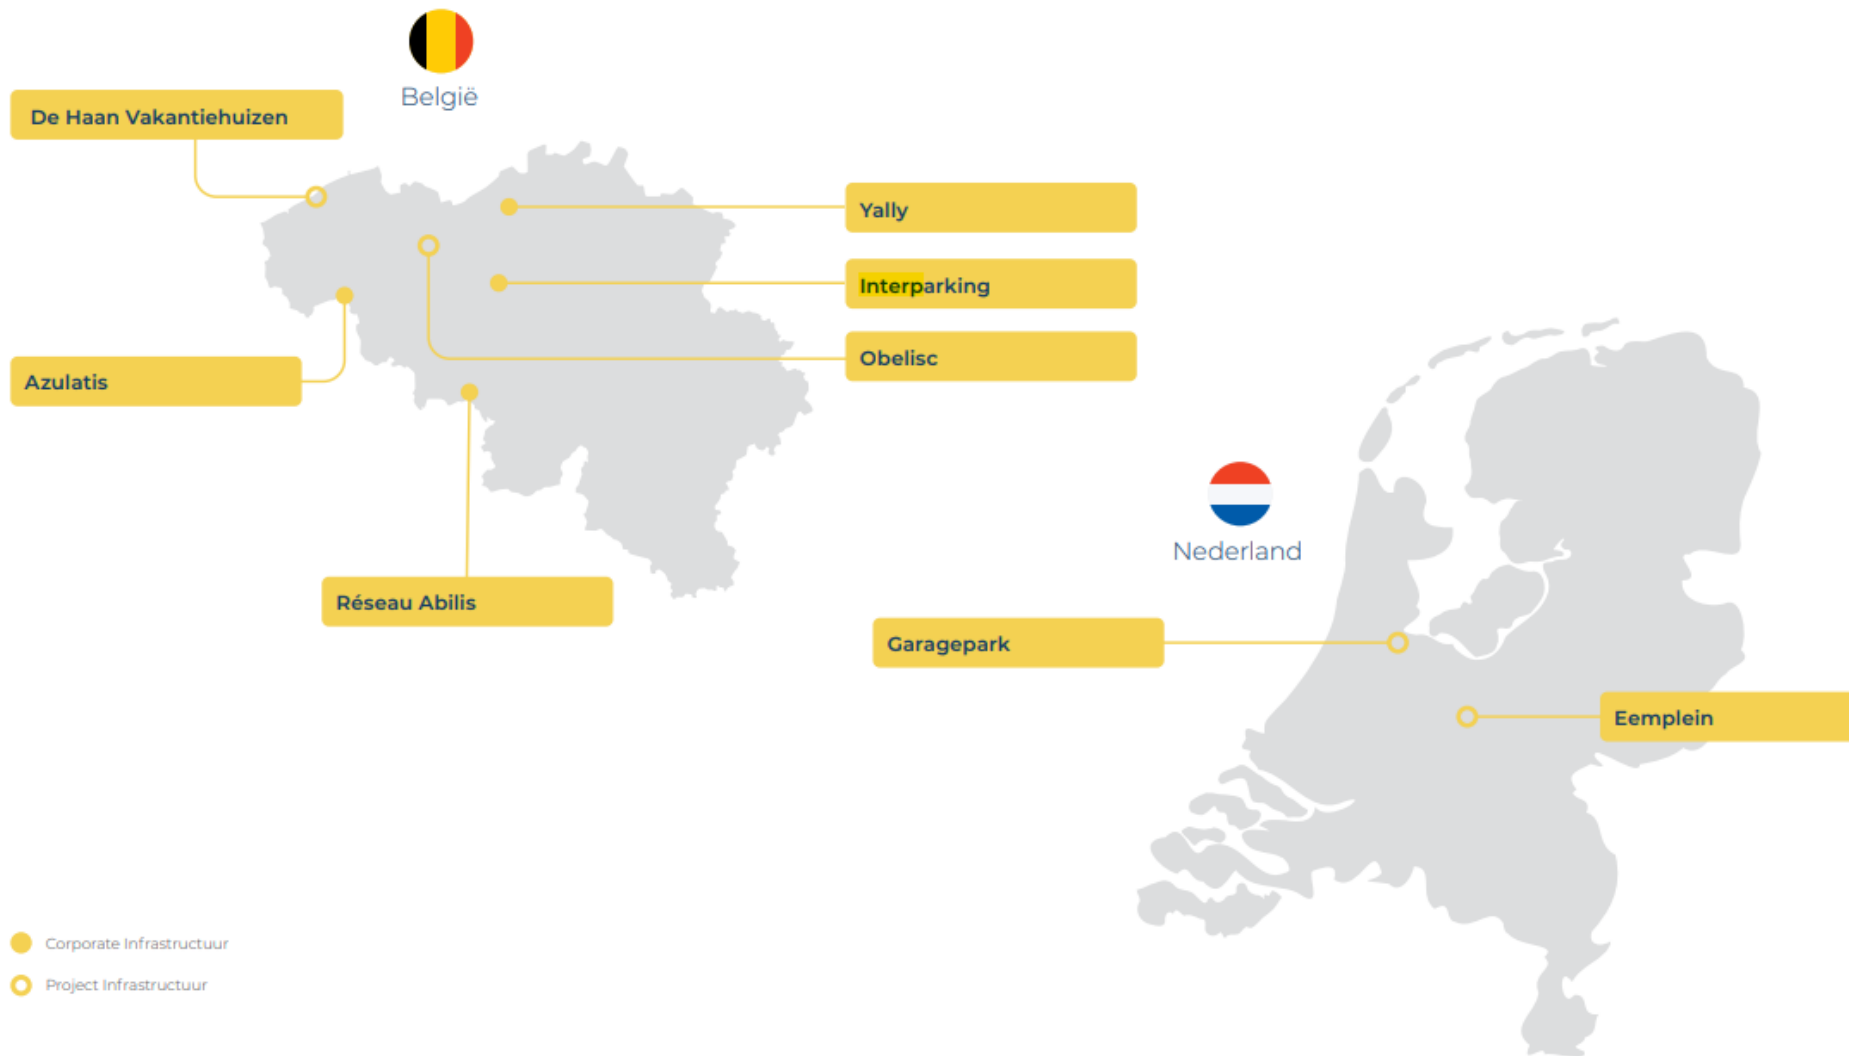 België
De Haan Vakantiehuizen
Yally
Interparking
Obelisc
Azulatis
Réseau Abilis
Nederland
Garagepark
Eemplein
Corporate Infrastructuur
Project Infrastructuur